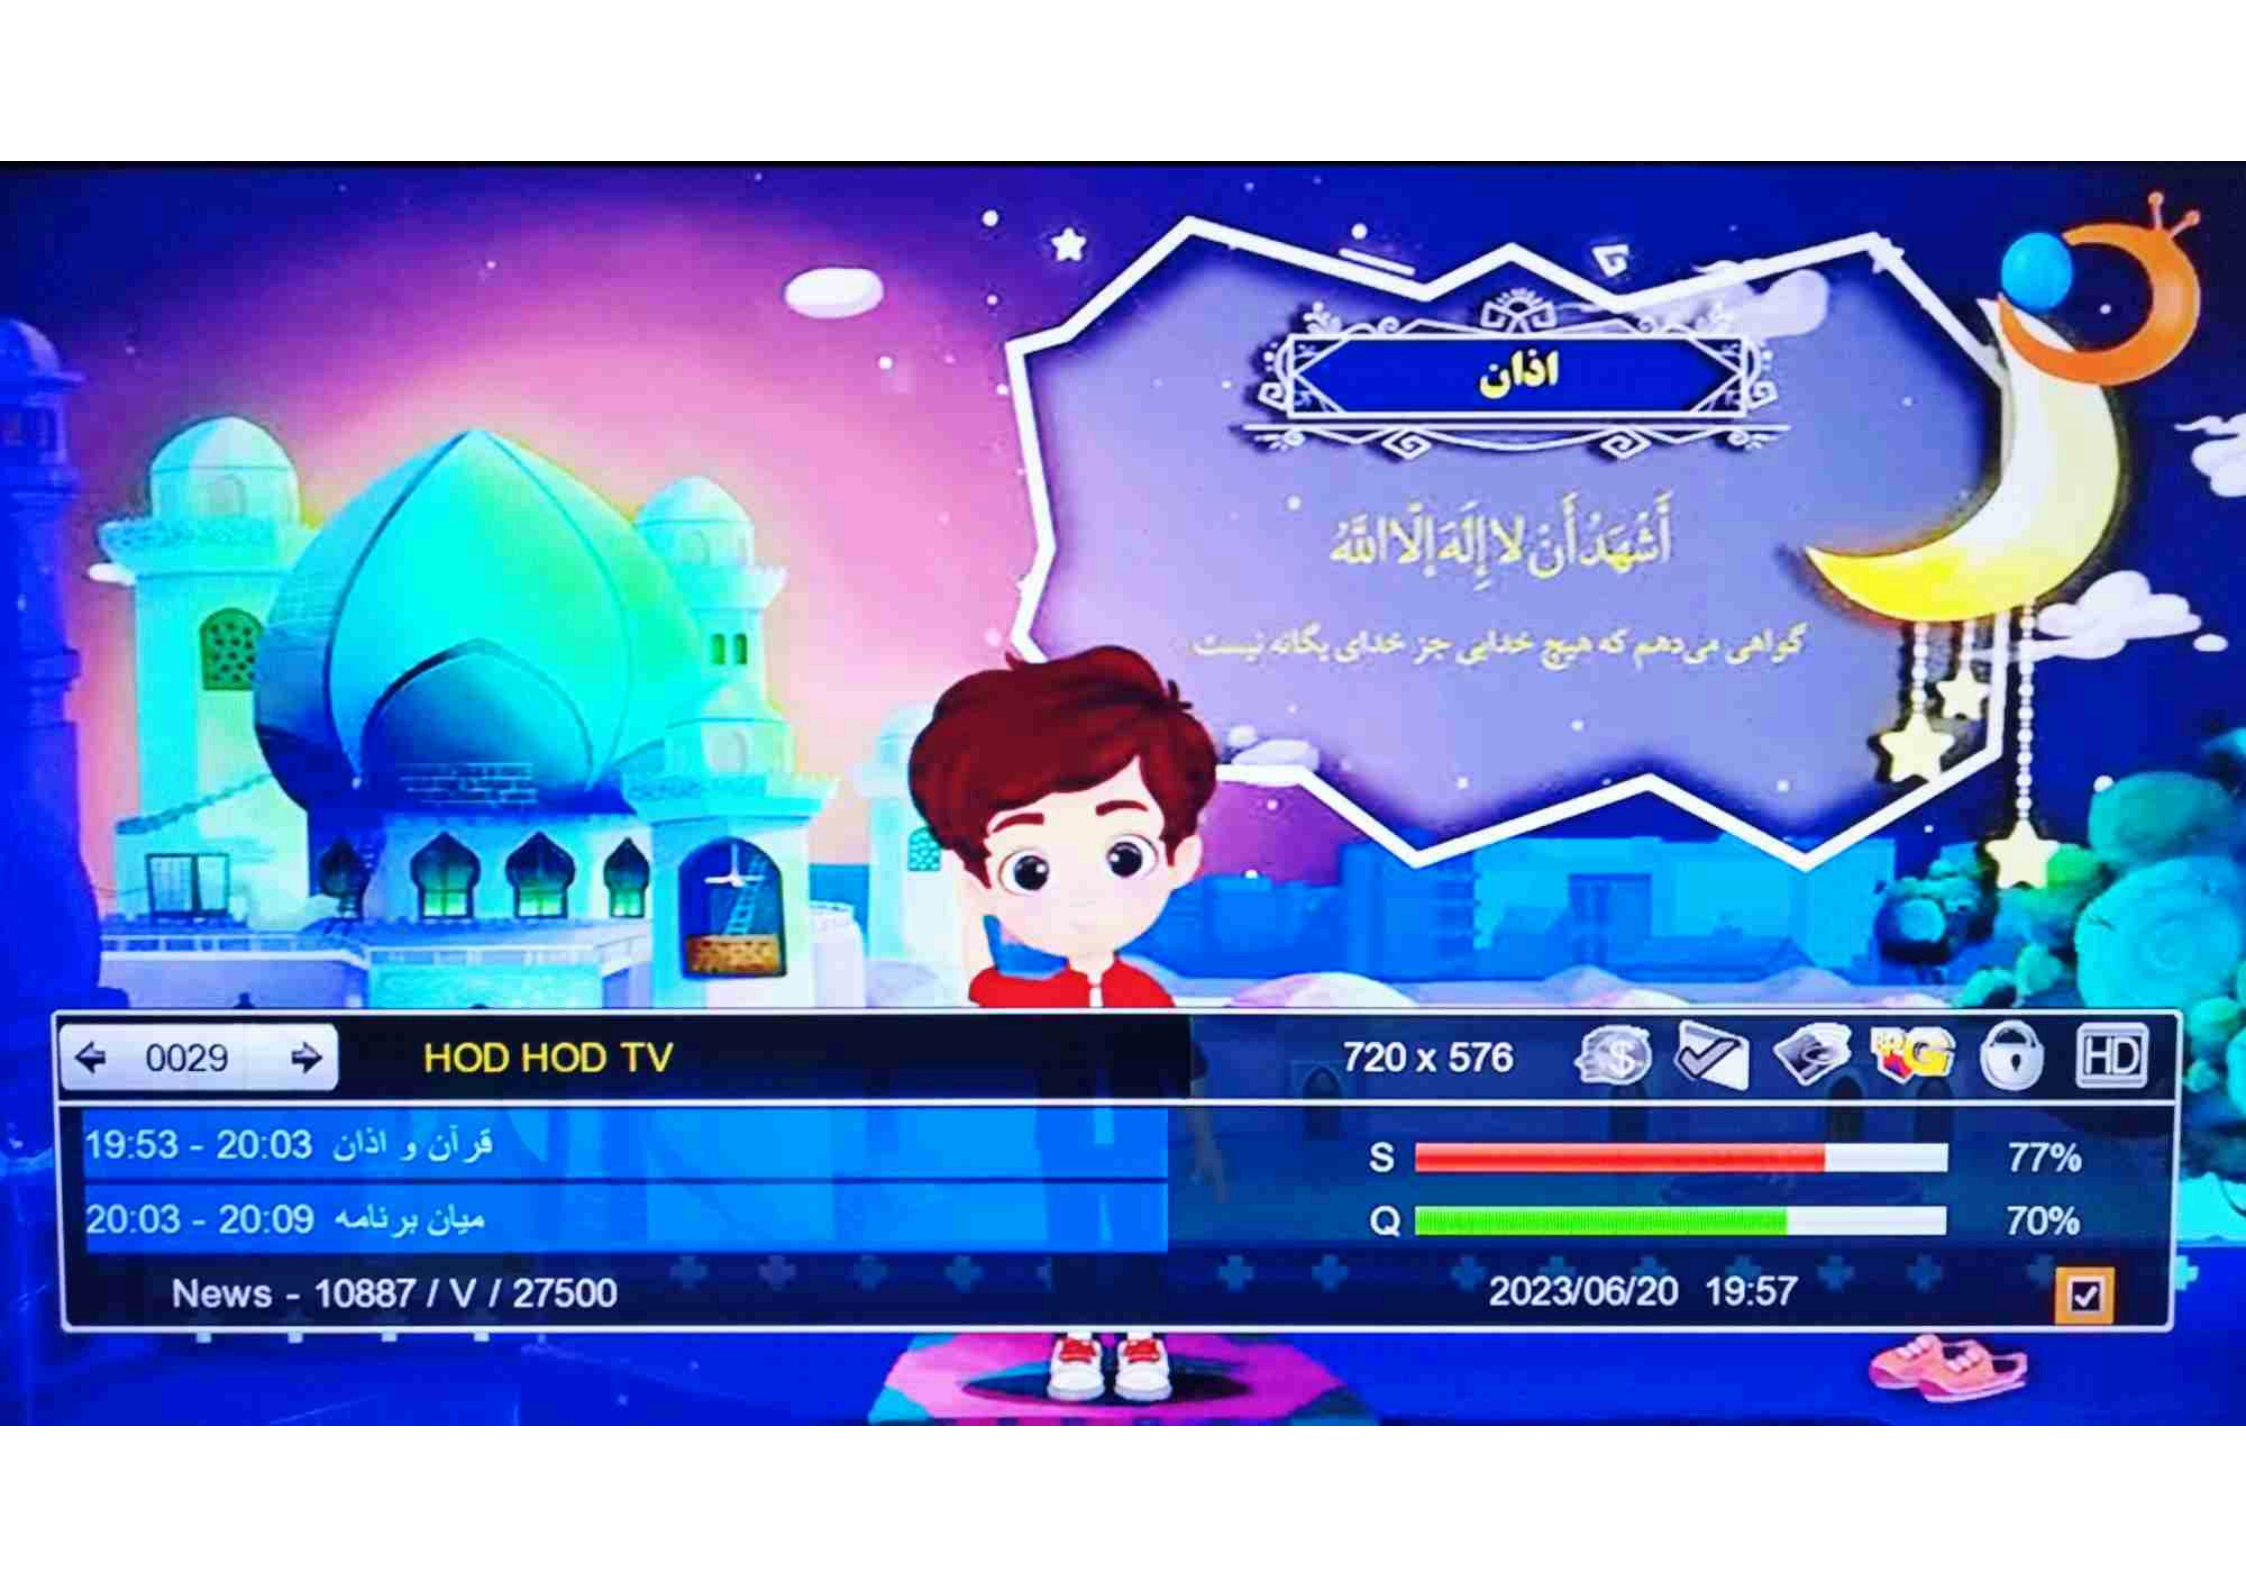 اذان
أَشْهَدُ أَنْ لا إِلَهَ إِلَّا اللَّهُ
گواهی می‌دهم که هیچ خدایی جز خدای یگانه نیست
0029
HOD HOD TV
720 x 576
HD
19:53 - 20:03 قرآن و اذان
S 77%
20:03 - 20:09 میان برنامه
Q 70%
News - 10887 / V / 27500
2023/06/20 19:57